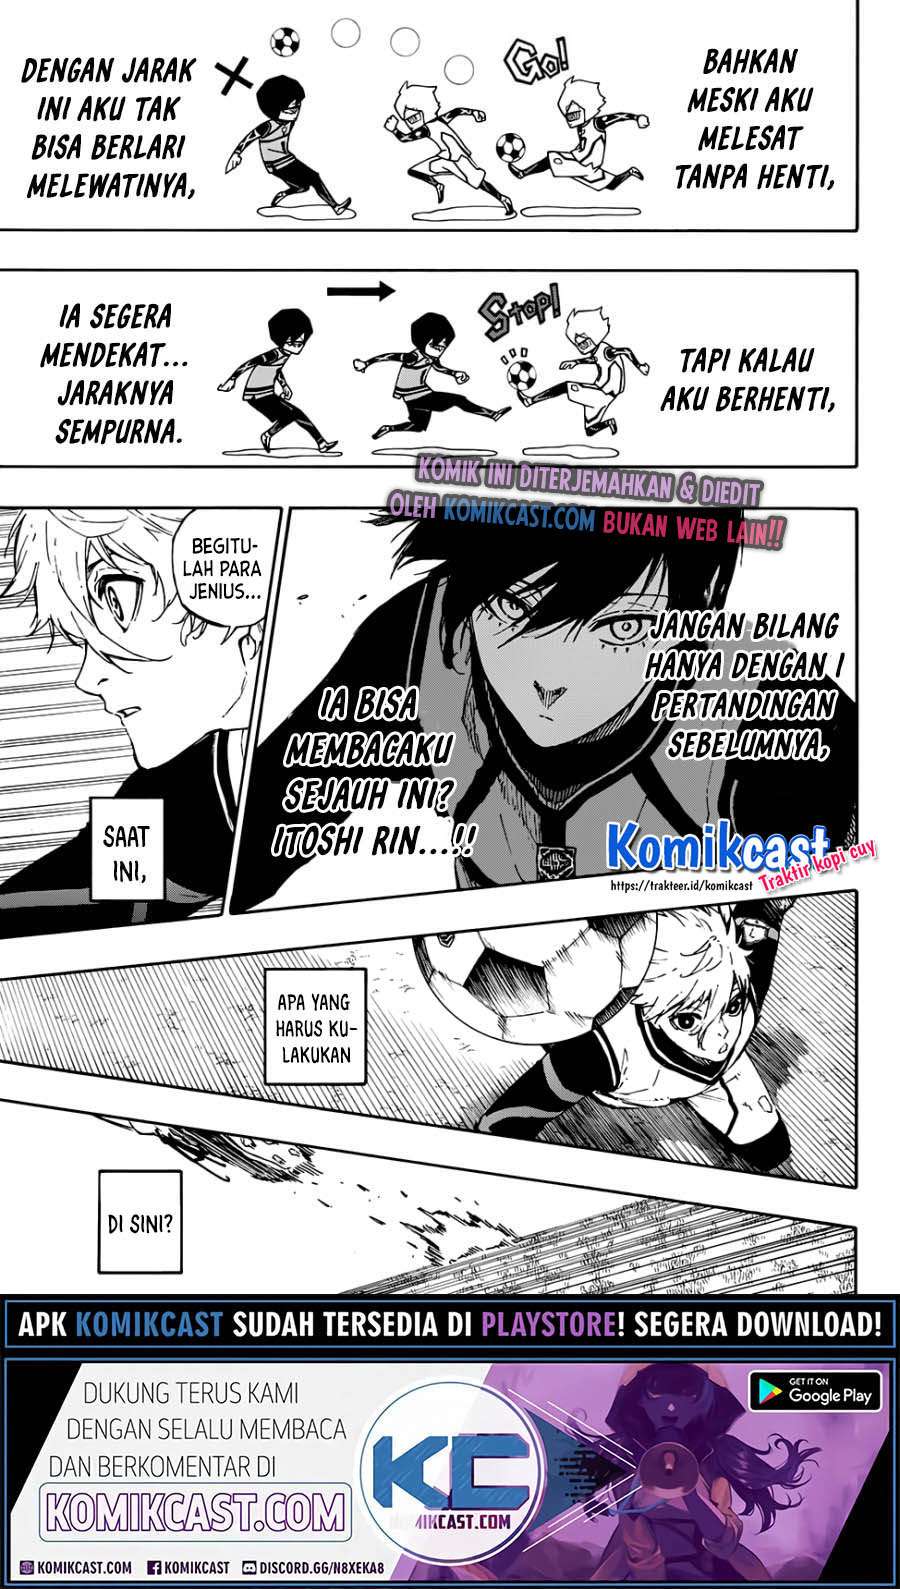 BAHKAN
MESKI AKU
MELESAT
TANPA HENTI,
Go!
DENGAN JARAK
INI AKU TAK
BISA BERLARI
MELEWATINYA,
TAPI KALAU
AKU BERHENTI,
Stop!
IA SEGERA
MENDEKAT...
JARAKNYA
SEMPURNA.
KOMIK INI DITERJEMAHKAN & DIEDIT
OLEH KOMIKCAST.COM BUKAN WEB LAIN!!
JANGAN BILANG
HANYA DENGAN 1
PERTANDINGAN
SEBELUMNYA,
IA BISA
MEMBACAKU
SEJAUH INI?
ITOSHI RIN...!!
BEGITU-
LAH PARA
JENIUS...
SAAT
INI,
Komikcast
Traktir kopi cuy
https://trakteer.id/komikcast
APA YANG
HARUS KU-
LAKUKAN
DI SINI?
APK KOMIKCAST SUDAH TERSEDIA DI PLAYSTORE! SEGERA DOWNLOAD!
DUKUNG TERUS KAMI
DENGAN SELALU MEMBACA
DAN BERKOMENTAR DI
KOMIKCAST.COM
KOMIKCAST.COM KOMIKCAST DISCORD.GG/N8XEKA8
KC
KOMIKCAST.COM
GET IT ON
Google Play